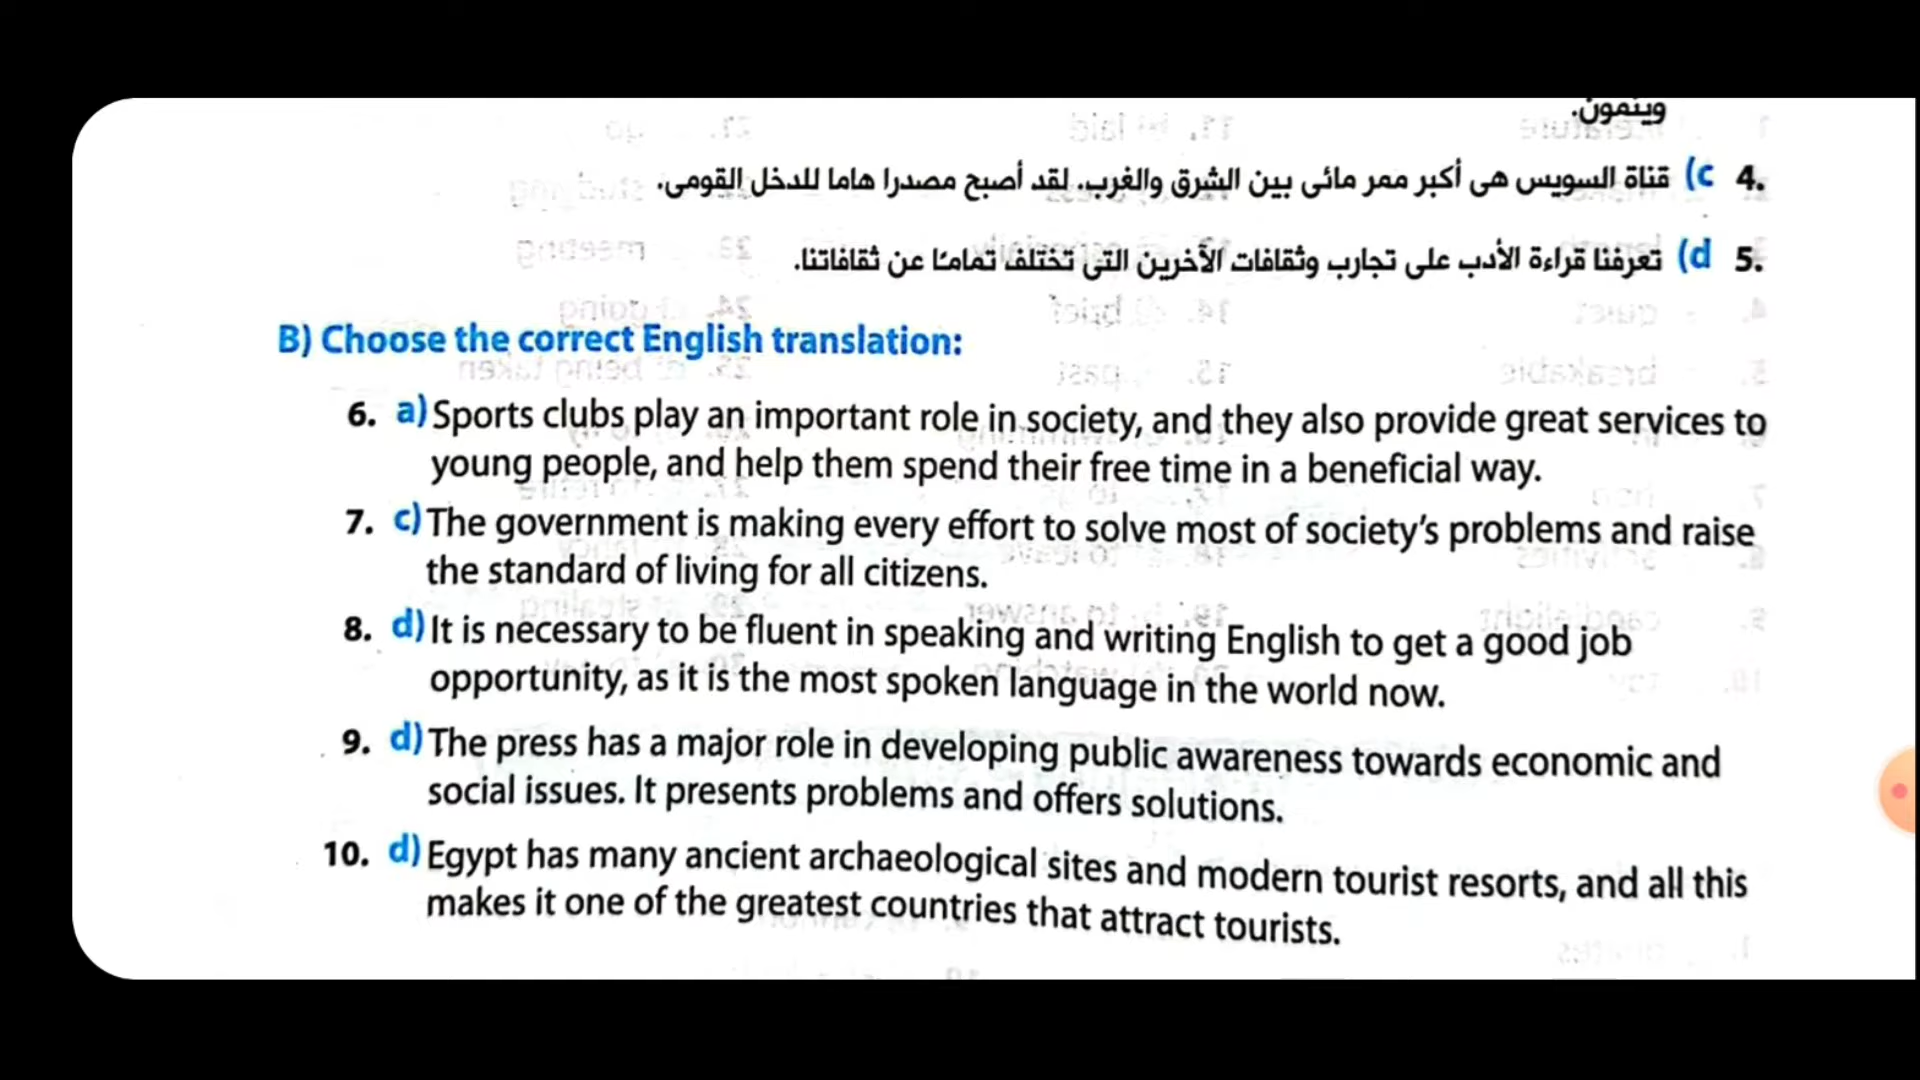 وينمون.
4. c) قناة السويس هى أكبر ممر مائى بين الشرق والغرب. لقد أصبح مصدرا هاما للدخل القومى.
5. d) تعرفنا قراءة الأدب على تجارب وثقافات الآخرين التى تختلف تمامًا عن ثقافاتنا.
B) Choose the correct English translation:
6. a) Sports clubs play an important role in society, and they also provide great services to
young people, and help them spend their free time in a beneficial way.
7. c) The government is making every effort to solve most of society's problems and raise
the standard of living for all citizens.
8. d) It is necessary to be fluent in speaking and writing English to get a good job
opportunity, as it is the most spoken language in the world now.
9. d) The press has a major role in developing public awareness towards economic and
social issues. It presents problems and offers solutions.
10. d) Egypt has many ancient archaeological sites and modern tourist resorts, and all this
makes it one of the greatest countries that attract tourists.